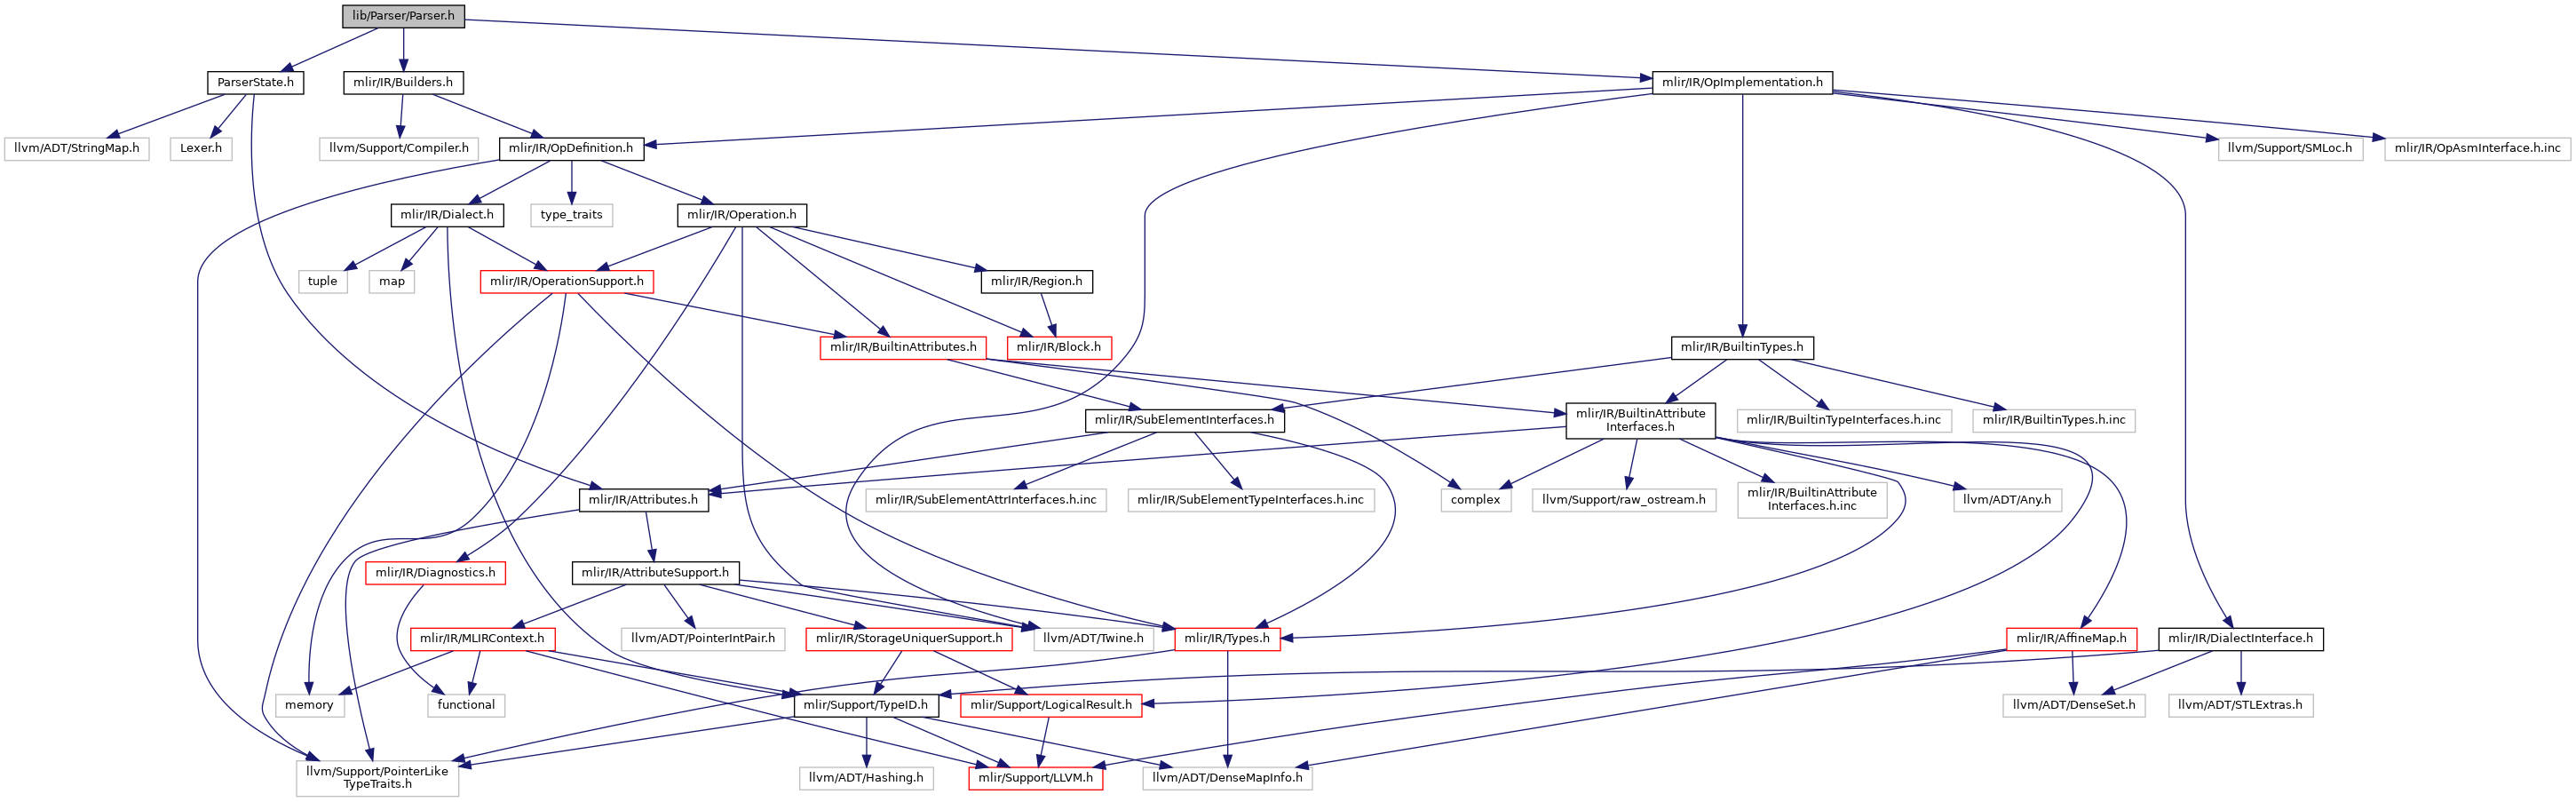 lib/Parser/Parser.h
ParserState.h
mlir/IR/Builders.h
mlir/IR/OpImplementation.h
llvm/ADT/StringMap.h
Lexer.h
llvm/Support/Compiler.h
mlir/IR/OpDefinition.h
llvm/Support/SMLoc.h
mlir/IR/OpAsmInterface.h.inc
mlir/IR/Dialect.h
type_traits
mlir/IR/Operation.h
tuple
map
mlir/IR/OperationSupport.h
mlir/IR/Region.h
mlir/IR/BuiltinAttributes.h
mlir/IR/Block.h
mlir/IR/BuiltinTypes.h
mlir/IR/SubElementInterfaces.h
mlir/IR/BuiltinAttribute
Interfaces.h
mlir/IR/BuiltinTypeInterfaces.h.inc
mlir/IR/BuiltinTypes.h.inc
mlir/IR/Attributes.h
mlir/IR/SubElementAttrInterfaces.h.inc
mlir/IR/SubElementTypeInterfaces.h.inc
complex
llvm/Support/raw_ostream.h
mlir/IR/BuiltinAttribute
Interfaces.h.inc
llvm/ADT/Any.h
mlir/IR/Diagnostics.h
mlir/IR/AttributeSupport.h
mlir/IR/MLIRContext.h
llvm/ADT/PointerIntPair.h
mlir/IR/StorageUniquerSupport.h
llvm/ADT/Twine.h
mlir/IR/Types.h
mlir/IR/AffineMap.h
mlir/IR/DialectInterface.h
memory
functional
mlir/Support/TypeID.h
mlir/Support/LogicalResult.h
llvm/ADT/DenseSet.h
llvm/ADT/STLExtras.h
llvm/Support/PointerLike
TypeTraits.h
llvm/ADT/Hashing.h
mlir/Support/LLVM.h
llvm/ADT/DenseMapInfo.h